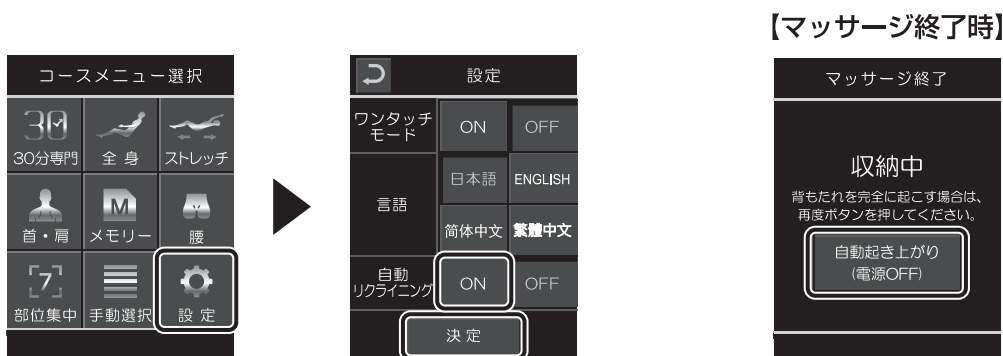 【マッサージ終了時】
コースメニュー選択
30
30分専門
全身
ストレッチ
首・肩
M
メモリー
腰
7
部位集中
手動選択
設定
設定
ワンタッチ
モード
ON
OFF
言語
日本語
ENGLISH
简体中文
繁體中文
自動
リクライニング
ON
OFF
決定
マッサージ終了
収納中
背もたれを完全に起こす場合は、
再度ボタンを押してください。
自動起き上がり
(電源OFF)